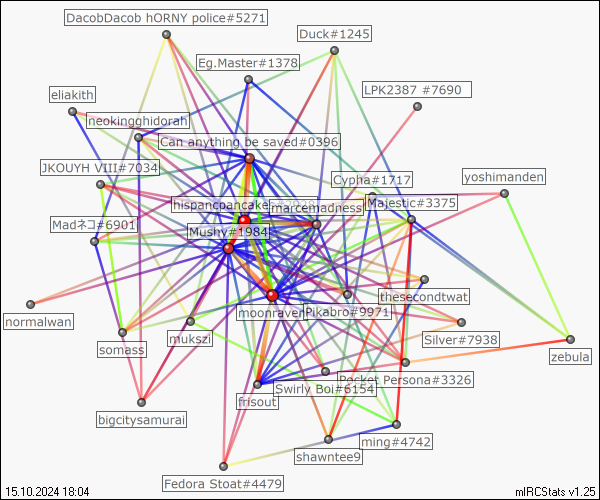 DacobDacob hORNY police#5271
Duck#1245
Eg.Master#1378
LPK2387 #7690
eliakith
neokingghidorah
Can anything be saved#0396
JKOUYH VIII#7034
Cypha#1717
yoshimanden
hispancpancake
marcemadness
Majestic#3375
Madネコ#6901
Mushy#1984
thesecondtwat
moonraven
Pikabro#9971
normalwan
mukszi
Silver#7938
somass
zebula
Pocket Persona#3326
Swirly Boi#6154
frisout
bigcitysamurai
ming#4742
shawntee9
Fedora Stoat#4479
15.10.2024 18:04
mIRCStats v1.25